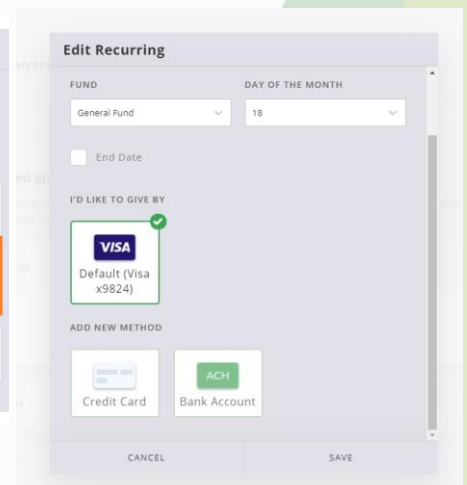 Edit Recurring
FUND DAY OF THE MONTH
General Fund 18
End Date
I'D LIKE TO GIVE BY
VISA
Default (Visa
x9824)
ADD NEW METHOD
ACH
Credit Card Bank Account
CANCEL SAVE